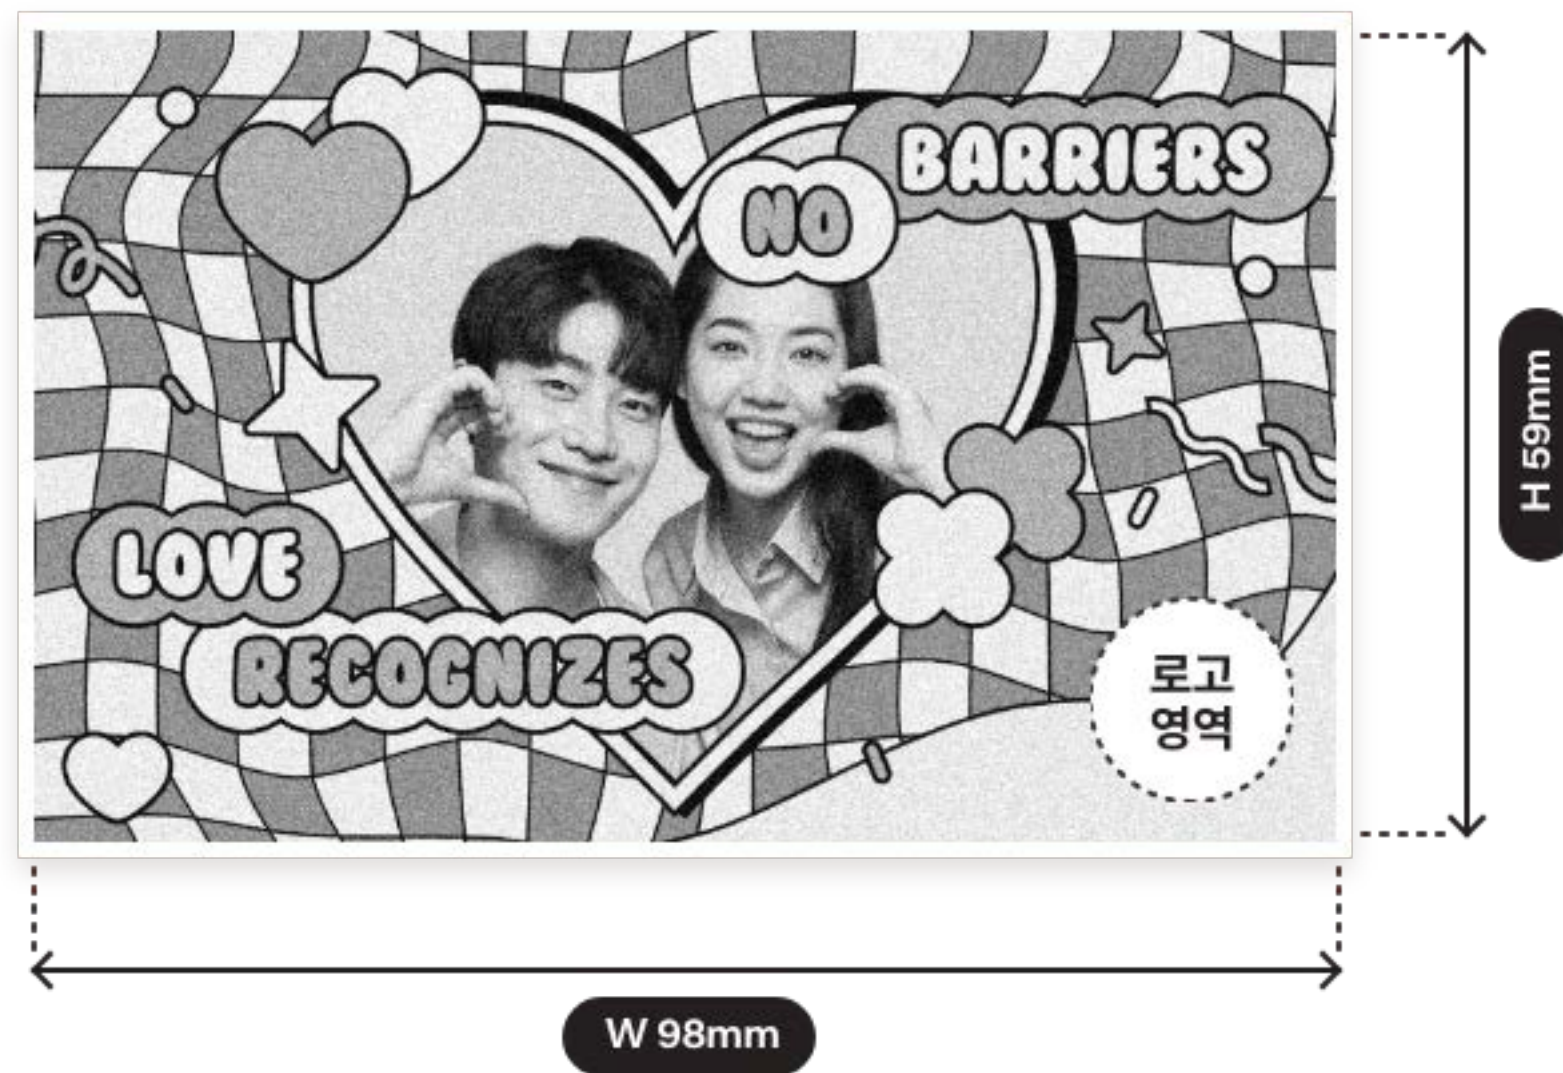 BARRIERS
NO
LOVE
RECOGNIZES
로고
영역
H 59mm
W 98mm